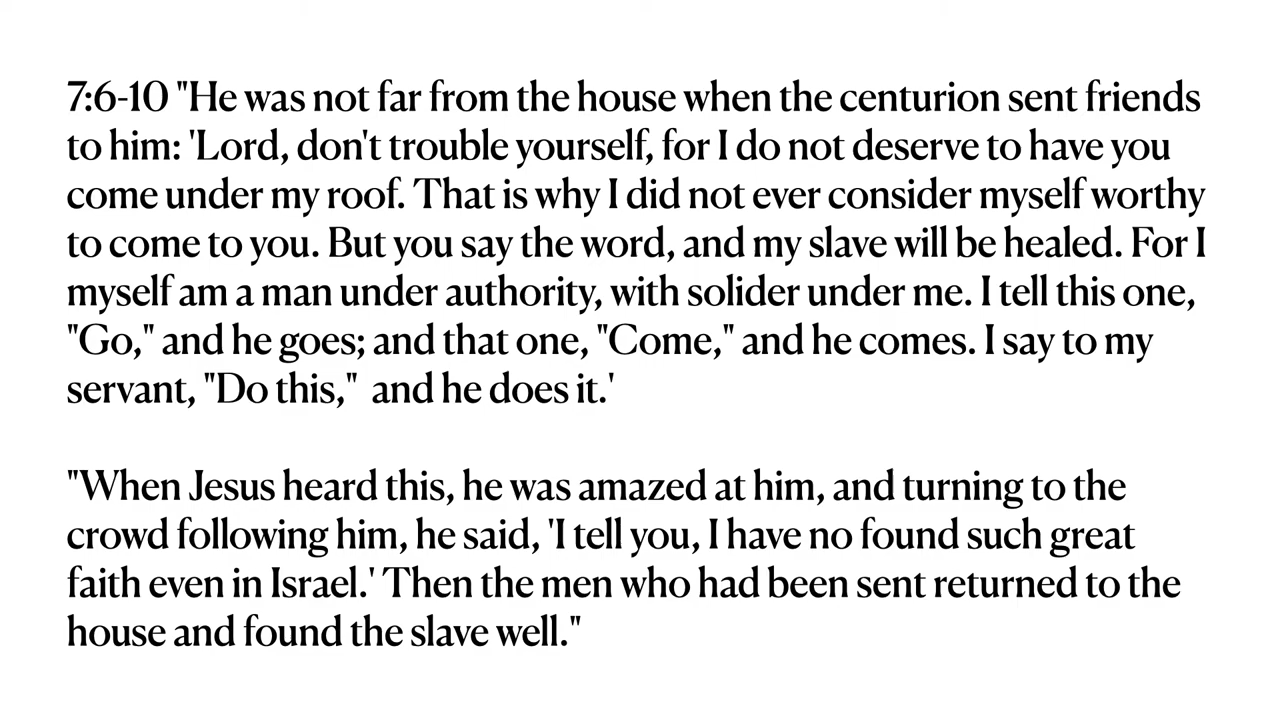 7:6-10 "He was not far from the house when the centurion sent friends
to him: 'Lord, don't trouble yourself, for I do not deserve to have you
come under my roof. That is why I did not ever consider myself worthy
to come to you. But you say the word, and my slave will be healed. For I
myself am a man under authority, with solider under me. I tell this one,
"Go," and he goes; and that one, "Come," and he comes. I say to my
servant, "Do this,"  and he does it.'

"When Jesus heard this, he was amazed at him, and turning to the
crowd following him, he said, 'I tell you, I have no found such great
faith even in Israel.' Then the men who had been sent returned to the
house and found the slave well."